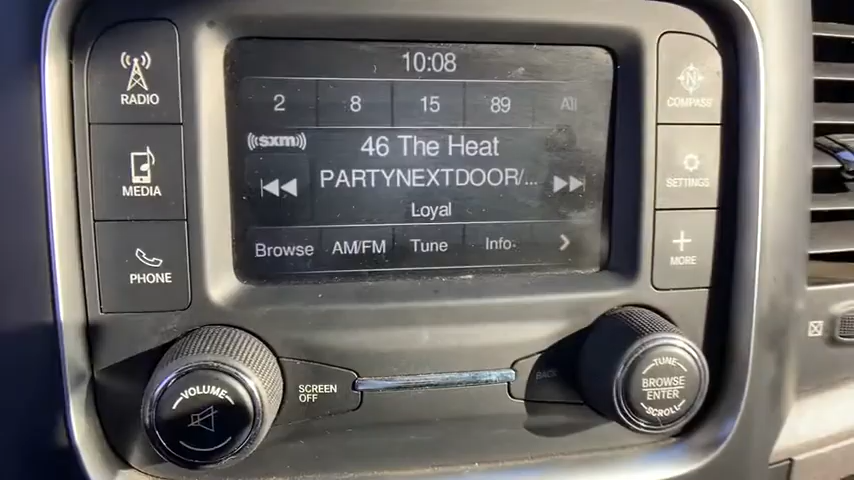 RADIO
MEDIA
PHONE
10:08
2 8 15 89 All
((sxm))
46 The Heat
PARTYNEXTDOOR/...
Loyal
Browse AM/FM Tune Info >
N
COMPASS
SETTINGS
+
MORE
VOLUME
SCREEN
OFF
BACK
TUNE
BROWSE
ENTER
SCROLL